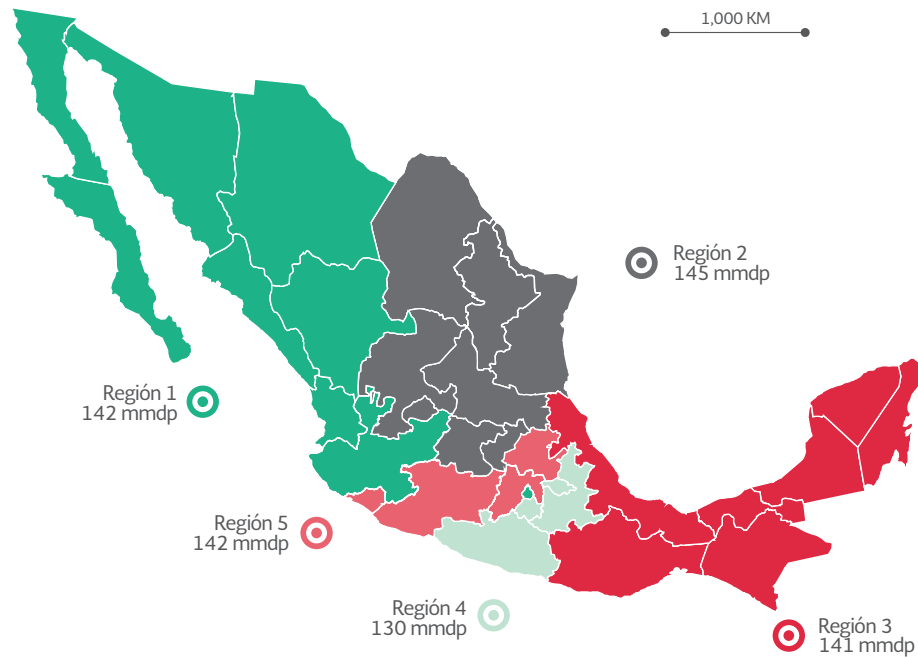 1,000 KM
Región 2
145 mmdp
Región 1
142 mmdp
Región 5
142 mmdp
Región 4
130 mmdp
Región 3
141 mmdp